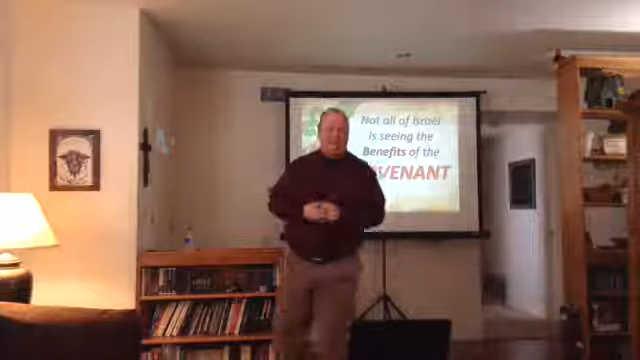 Not all of Israel
is seeing the
Benefits of the
VENANT